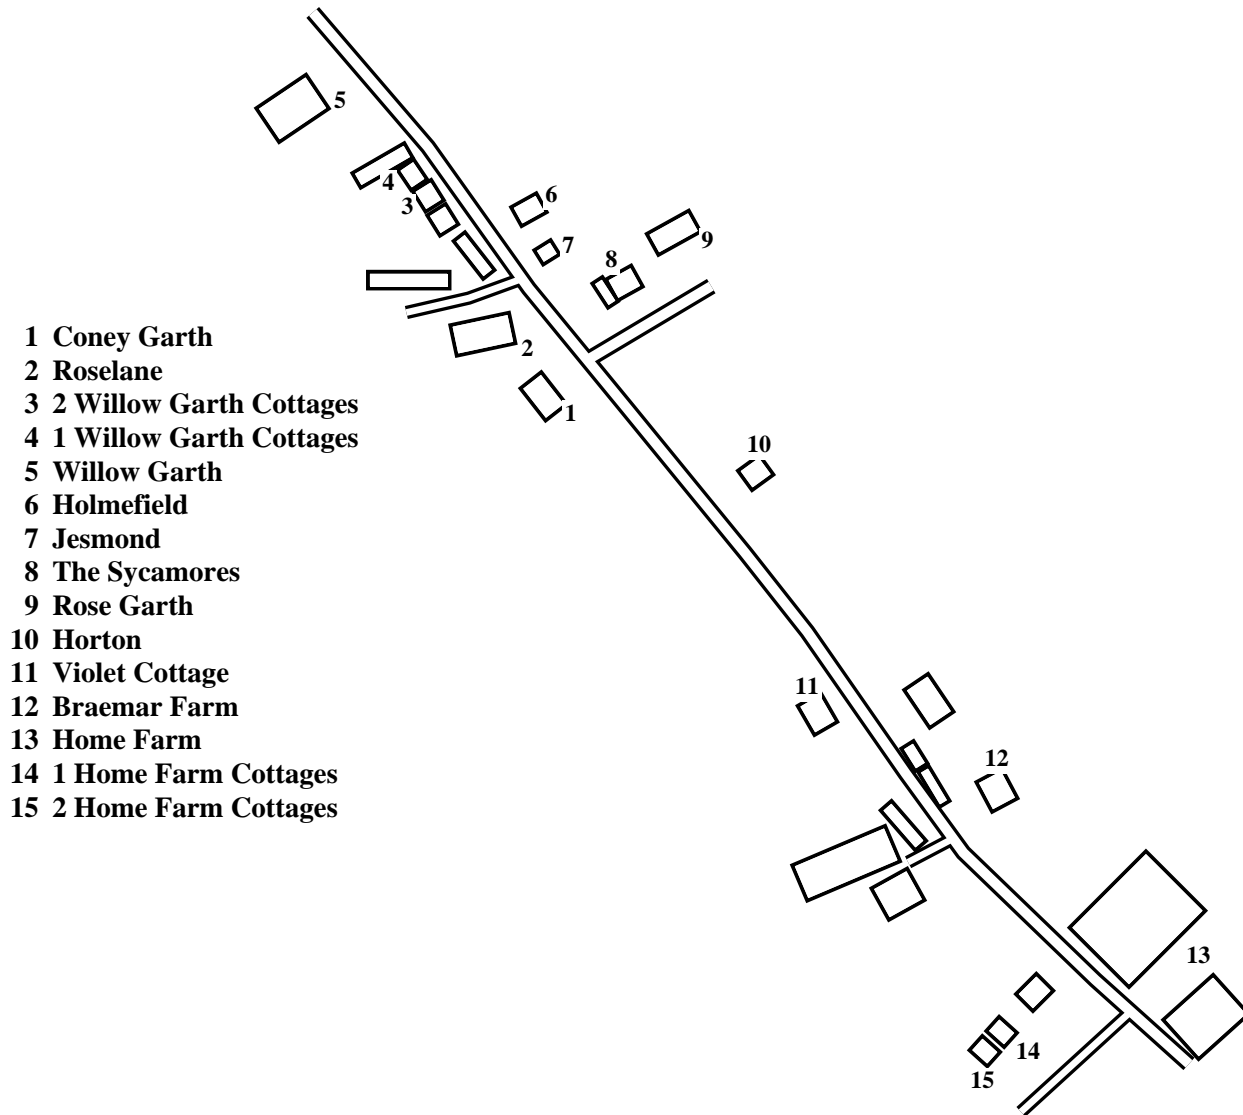 5
4
3
6
7
8
9
2
1
10
11
12
13
14
15
1 Coney Garth
2 Roselane
3 2 Willow Garth Cottages
4 1 Willow Garth Cottages
5 Willow Garth
6 Holmefield
7 Jesmond
8 The Sycamores
9 Rose Garth
10 Horton
11 Violet Cottage
12 Braemar Farm
13 Home Farm
14 1 Home Farm Cottages
15 2 Home Farm Cottages